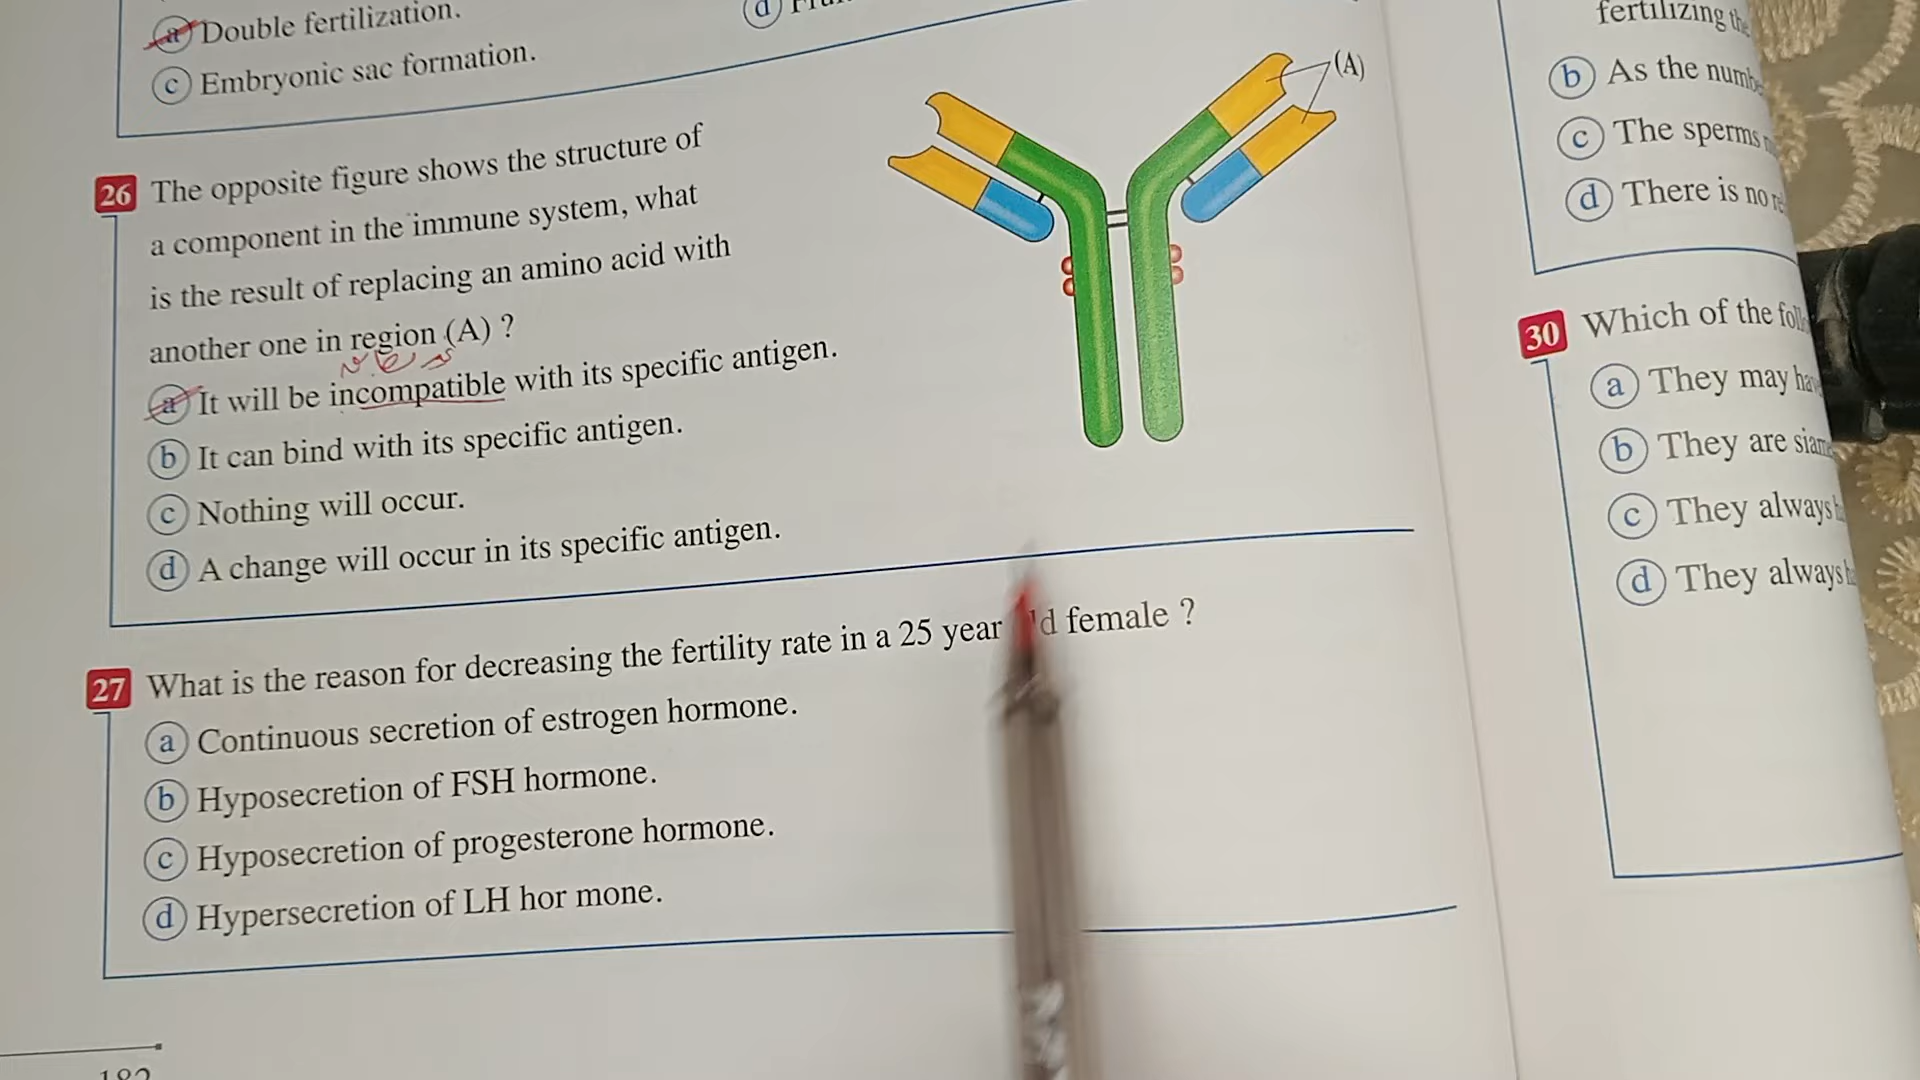 a Double fertilization.
d
c Embryonic sac formation.
26 The opposite figure shows the structure of
a component in the immune system, what
is the result of replacing an amino acid with
another one in region (A) ?
a It will be incompatible with its specific antigen.
b It can bind with its specific antigen.
c Nothing will occur.
d A change will occur in its specific antigen.
(A)
27 What is the reason for decreasing the fertility rate in a 25 year female ?
a Continuous secretion of estrogen hormone.
b Hyposecretion of FSH hormone.
c Hyposecretion of progesterone hormone.
d Hypersecretion of LH hor mone.
fertilizing
b As the
c The sperms
d There is no
30 Which of the
a They may
b They are
c They always
d They always